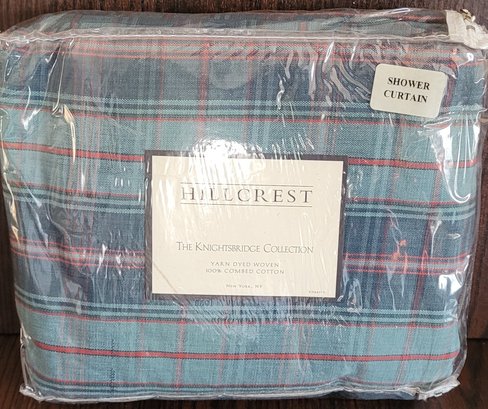 SHOWER
CURTAIN
HILLCREST
THE KNIGHTSBRIDGE COLLECTION
YARN DYED WOVEN
100% COMBED COTTON
NEW YORK, NY